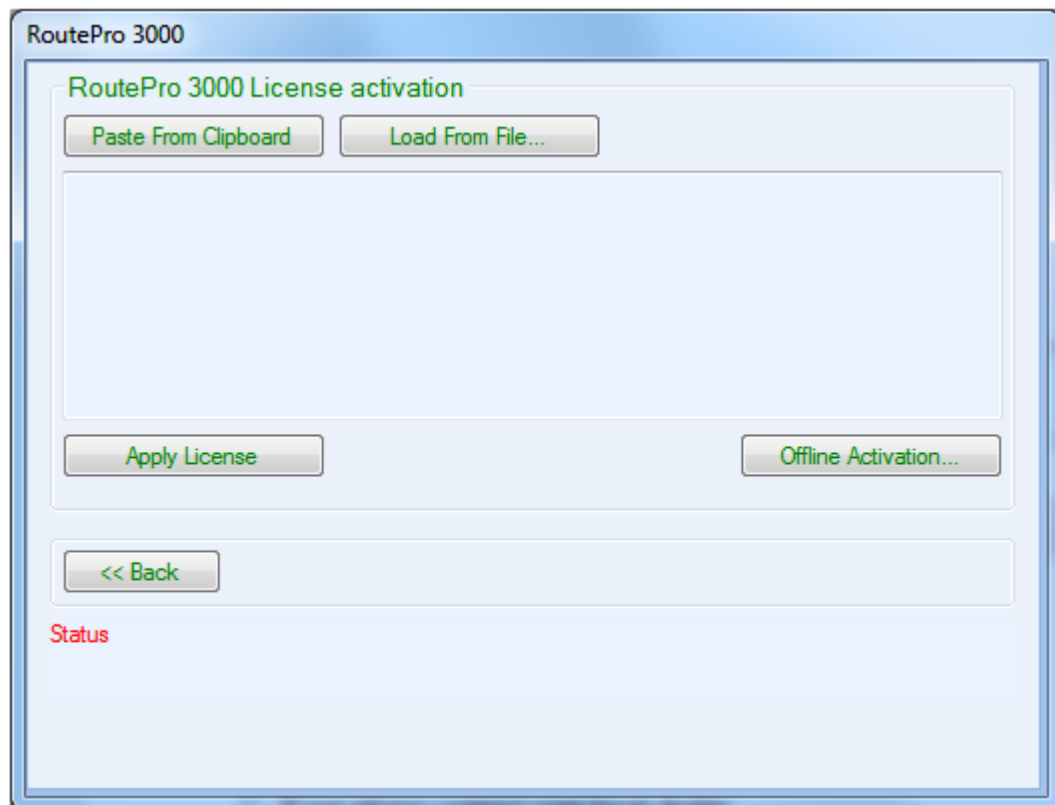 RoutePro 3000
RoutePro 3000 License activation
Paste From Clipboard Load From File...
Apply License Offline Activation...
<< Back
Status